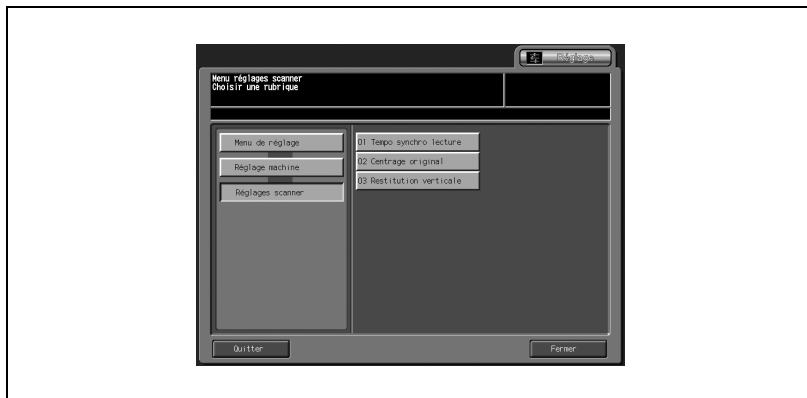 Réglage
Menu réglages scanner
Choisir une rubrique
Menu de réglage
Réglage machine
Réglages scanner
01 Tempo synchro lecture
02 Centrage original
03 Restitution verticale
Quitter
Fermer